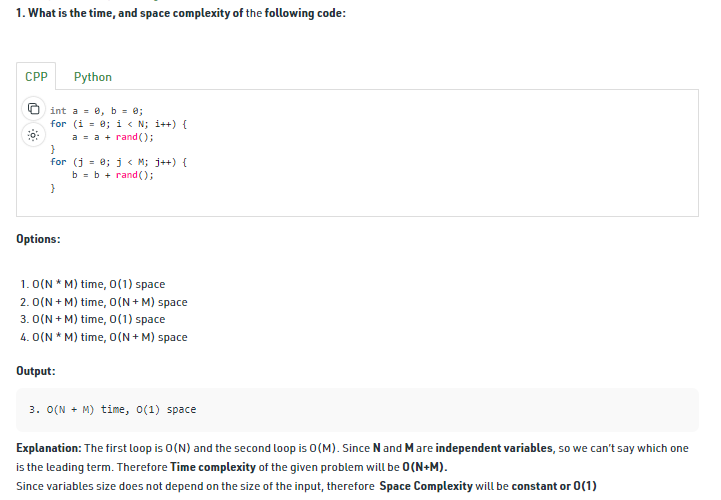 1. What is the time, and space complexity of the following code:
CPP Python
int a = 0, b = 0;
for (i = 0; i < N; i++) {
a = a + rand();
}
for (j = 0; j < M; j++) {
b = b + rand();
}
Options:
1. O(N * M) time, O(1) space
2. O(N + M) time, O(N + M) space
3. O(N + M) time, O(1) space
4. O(N * M) time, O(N + M) space
Output:
3. O(N + M) time, O(1) space
Explanation: The first loop is O(N) and the second loop is O(M). Since N and M are independent variables, so we can't say which one
is the leading term. Therefore Time complexity of the given problem will be O(N+M).
Since variables size does not depend on the size of the input, therefore Space Complexity will be constant or O(1)